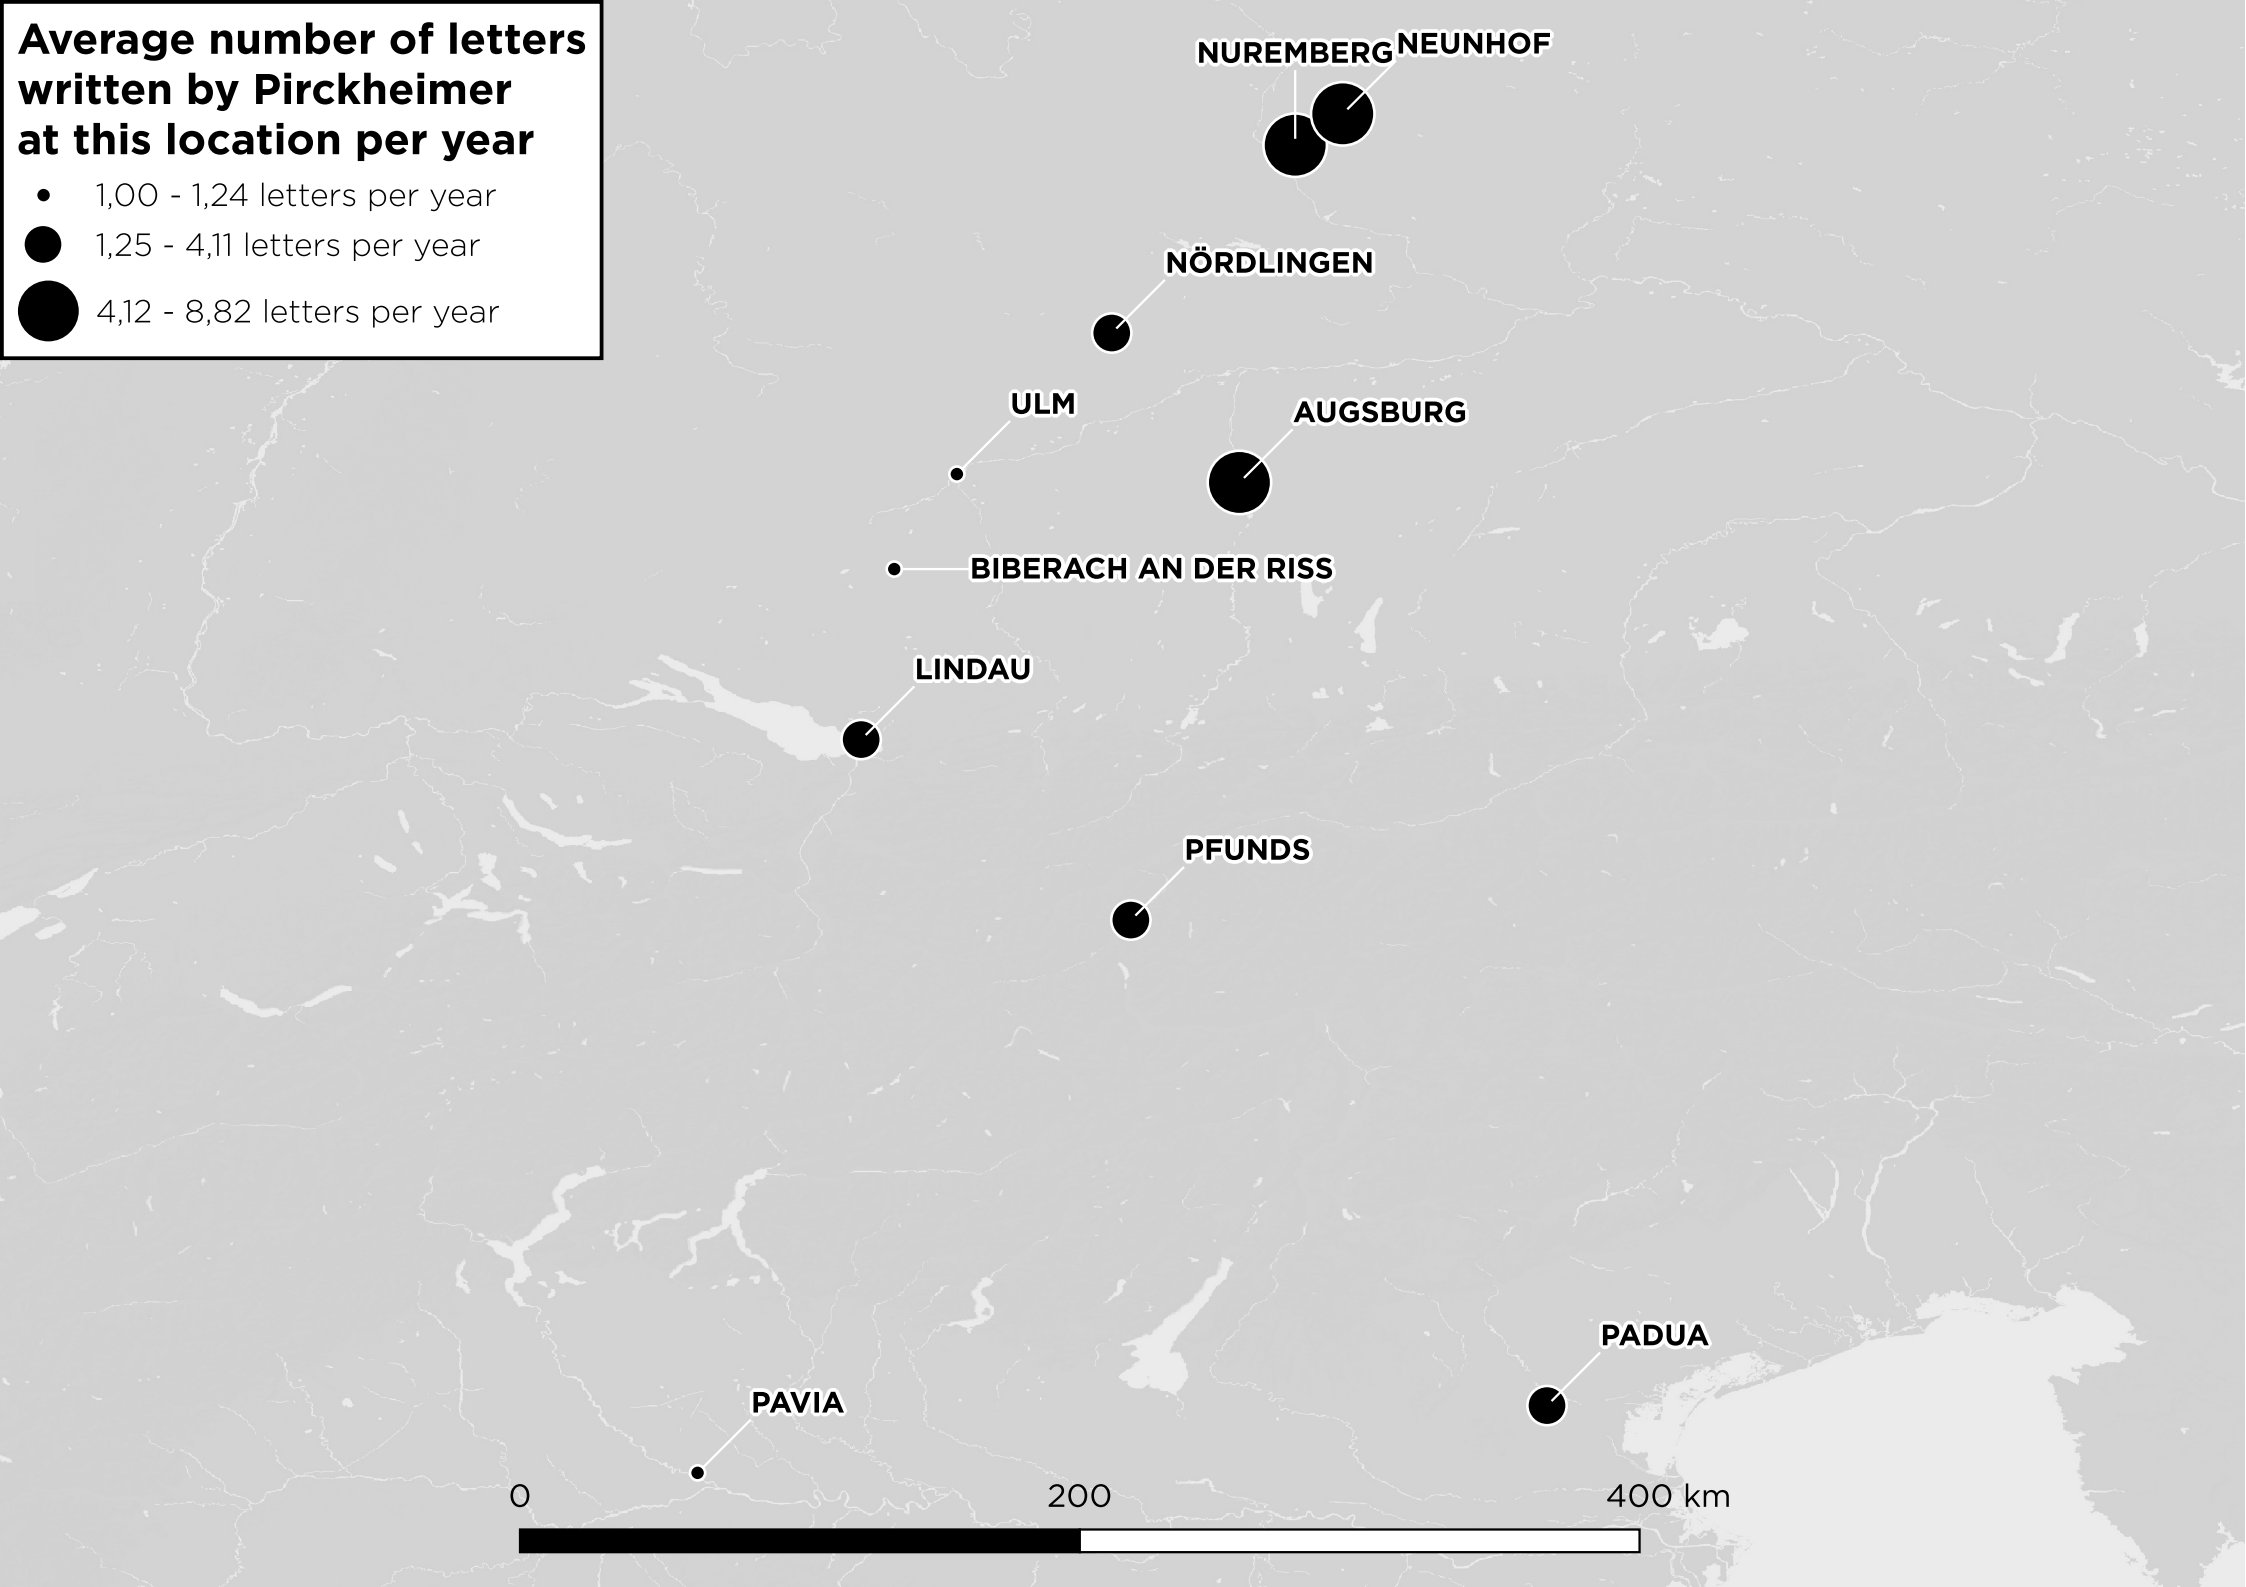 Average number of letters
written by Pirckheimer
at this location per year
1,00 - 1,24 letters per year
1,25 - 4,11 letters per year
4,12 - 8,82 letters per year
NUREMBERG
NEUNHOF
NÖRDLINGEN
ULM
AUGSBURG
BIBERACH AN DER RISS
LINDAU
PFUNDS
PADUA
PAVIA
0 200 400 km